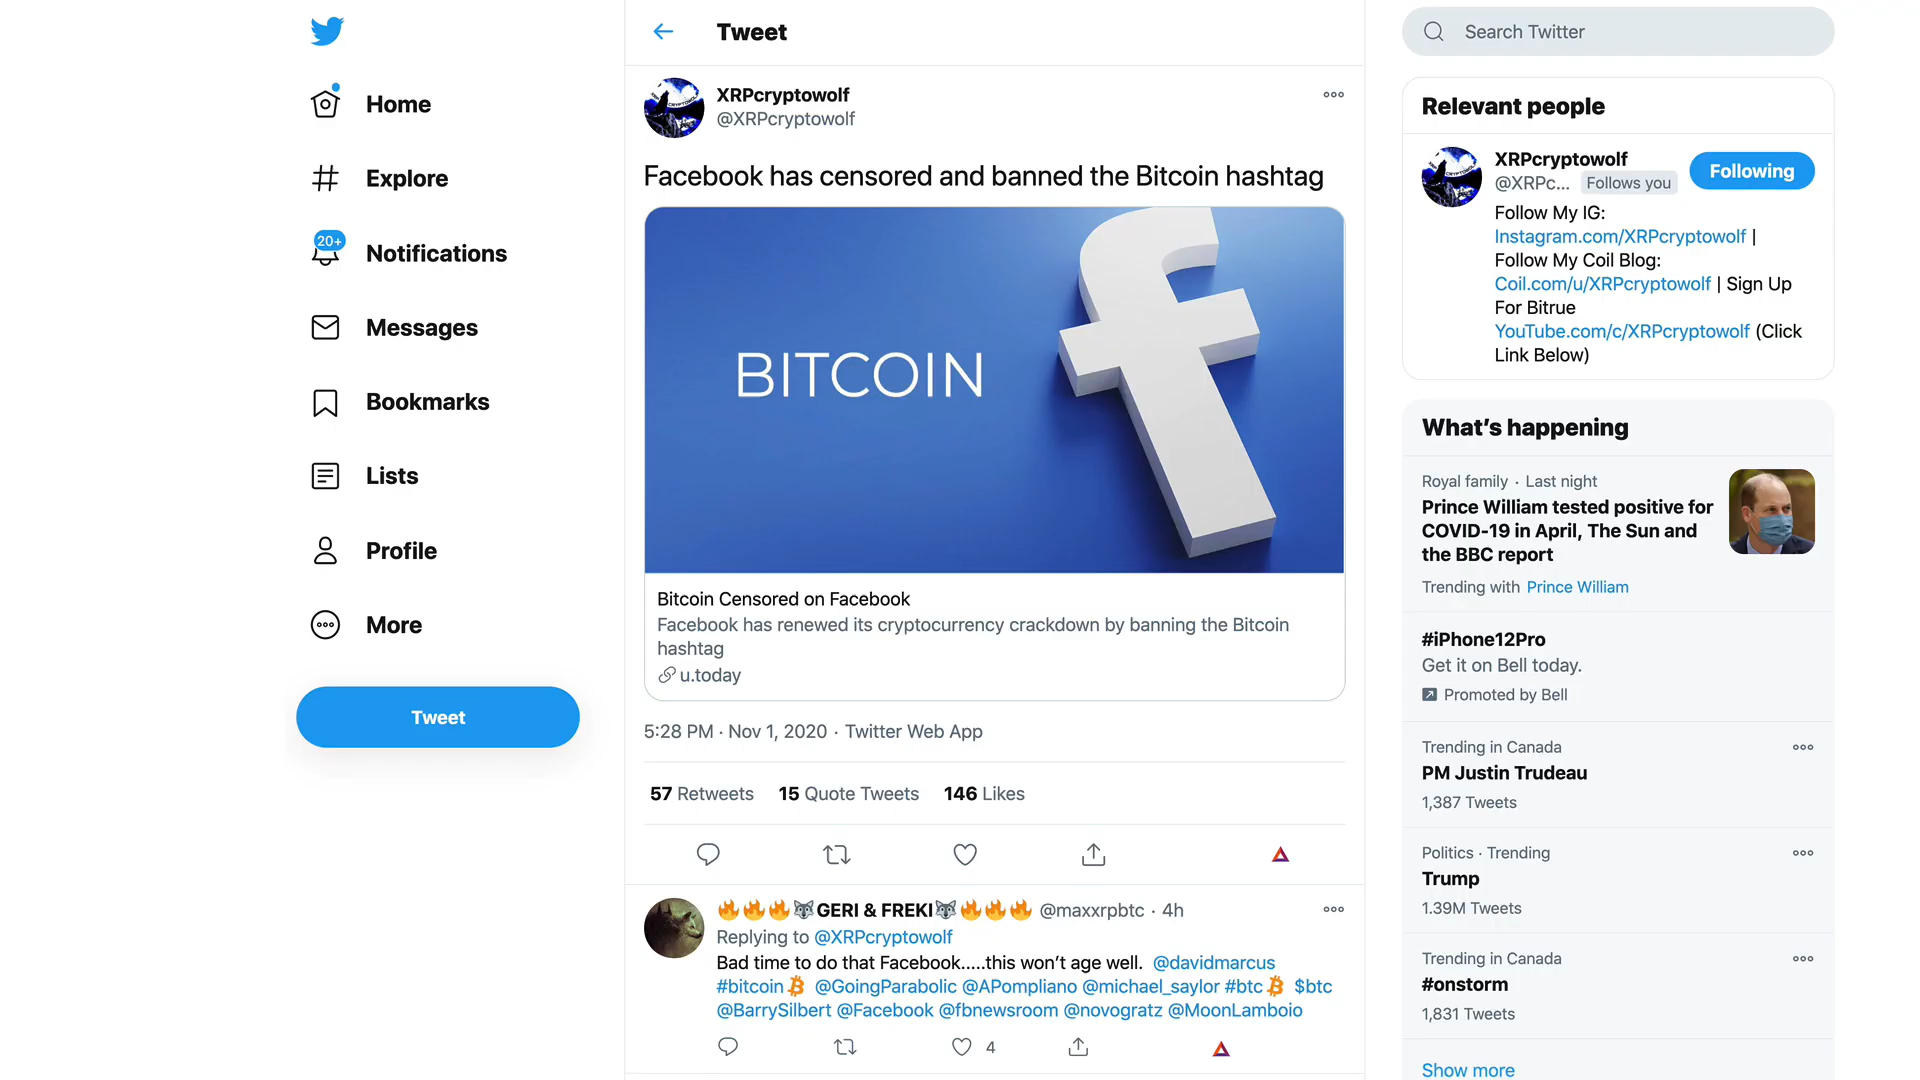 Home
Explore
20+
Notifications
Messages
Bookmarks
Lists
Profile
More
Tweet
Tweet
XRPcryptowolf
@XRPcryptowolf
Facebook has censored and banned the Bitcoin hashtag
BITCOIN
Bitcoin Censored on Facebook
Facebook has renewed its cryptocurrency crackdown by banning the Bitcoin
hashtag
u.today
5:28 PM · Nov 1, 2020 · Twitter Web App
57 Retweets 15 Quote Tweets 146 Likes
🔥🔥🔥🐺GERI & FREKI🐺🔥🔥🔥 @maxxrpbtc · 4h
Replying to @XRPcryptowolf
Bad time to do that Facebook.....this won't age well. @davidmarcus
#bitcoin @GoingParabolic @APompliano @michael_saylor #btc $btc
@BarrySilbert @Facebook @fbnewsroom @novogratz @MoonLamboio
4
Search Twitter
Relevant people
XRPcryptowolf
@XRPc... Follows you
Following
Follow My IG:
Instagram.com/XRPcryptowolf |
Follow My Coil Blog:
Coil.com/u/XRPcryptowolf | Sign Up
For Bitrue
YouTube.com/c/XRPcryptowolf (Click
Link Below)
What's happening
Royal family · Last night
Prince William tested positive for
COVID-19 in April, The Sun and
the BBC report
Trending with Prince William
#iPhone12Pro
Get it on Bell today.
Promoted by Bell
Trending in Canada
PM Justin Trudeau
1,387 Tweets
Politics · Trending
Trump
1.39M Tweets
Trending in Canada
#onstorm
1,831 Tweets
Show more